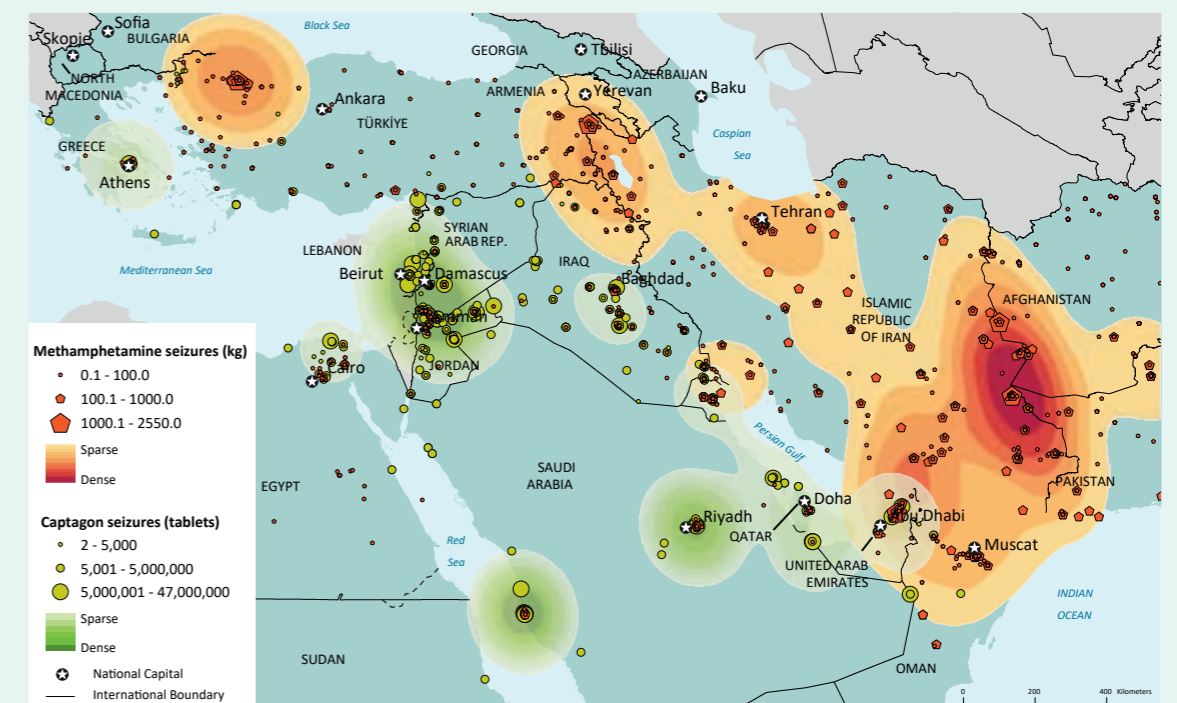 Sofia
Black Sea
Skopje
BULGARIA
GEORGIA
Tbilisi
NORTH
MACEDONIA
AZERBAIJAN
ARMENIA
Yerevan
Baku
Ankara
TÜRKİYE
Caspian
Sea
GREECE
Athens
Tehran
SYRIAN
ARAB REP.
LEBANON
IRAQ
Mediterranean Sea
Beirut
Damascus
Baghdad
AFGHANISTAN
ISLAMIC
REPUBLIC
OF IRAN
Amman
JORDAN
Cairo
Methamphetamine seizures (kg)
0.1 - 100.0
100.1 - 1000.0
1000.1 - 2550.0
Sparse
Dense
Persian Gulf
SAUDI
ARABIA
EGYPT
PAKISTAN
Doha
Riyadh
QATAR
Abu Dhabi
Captagon seizures (tablets)
2 - 5,000
5,001 - 5,000,000
5,000,001 - 47,000,000
Sparse
Dense
Red
Sea
Muscat
UNITED ARAB
EMIRATES
INDIAN
OCEAN
National Capital
International Boundary
SUDAN
OMAN
0 200 400 Kilometers